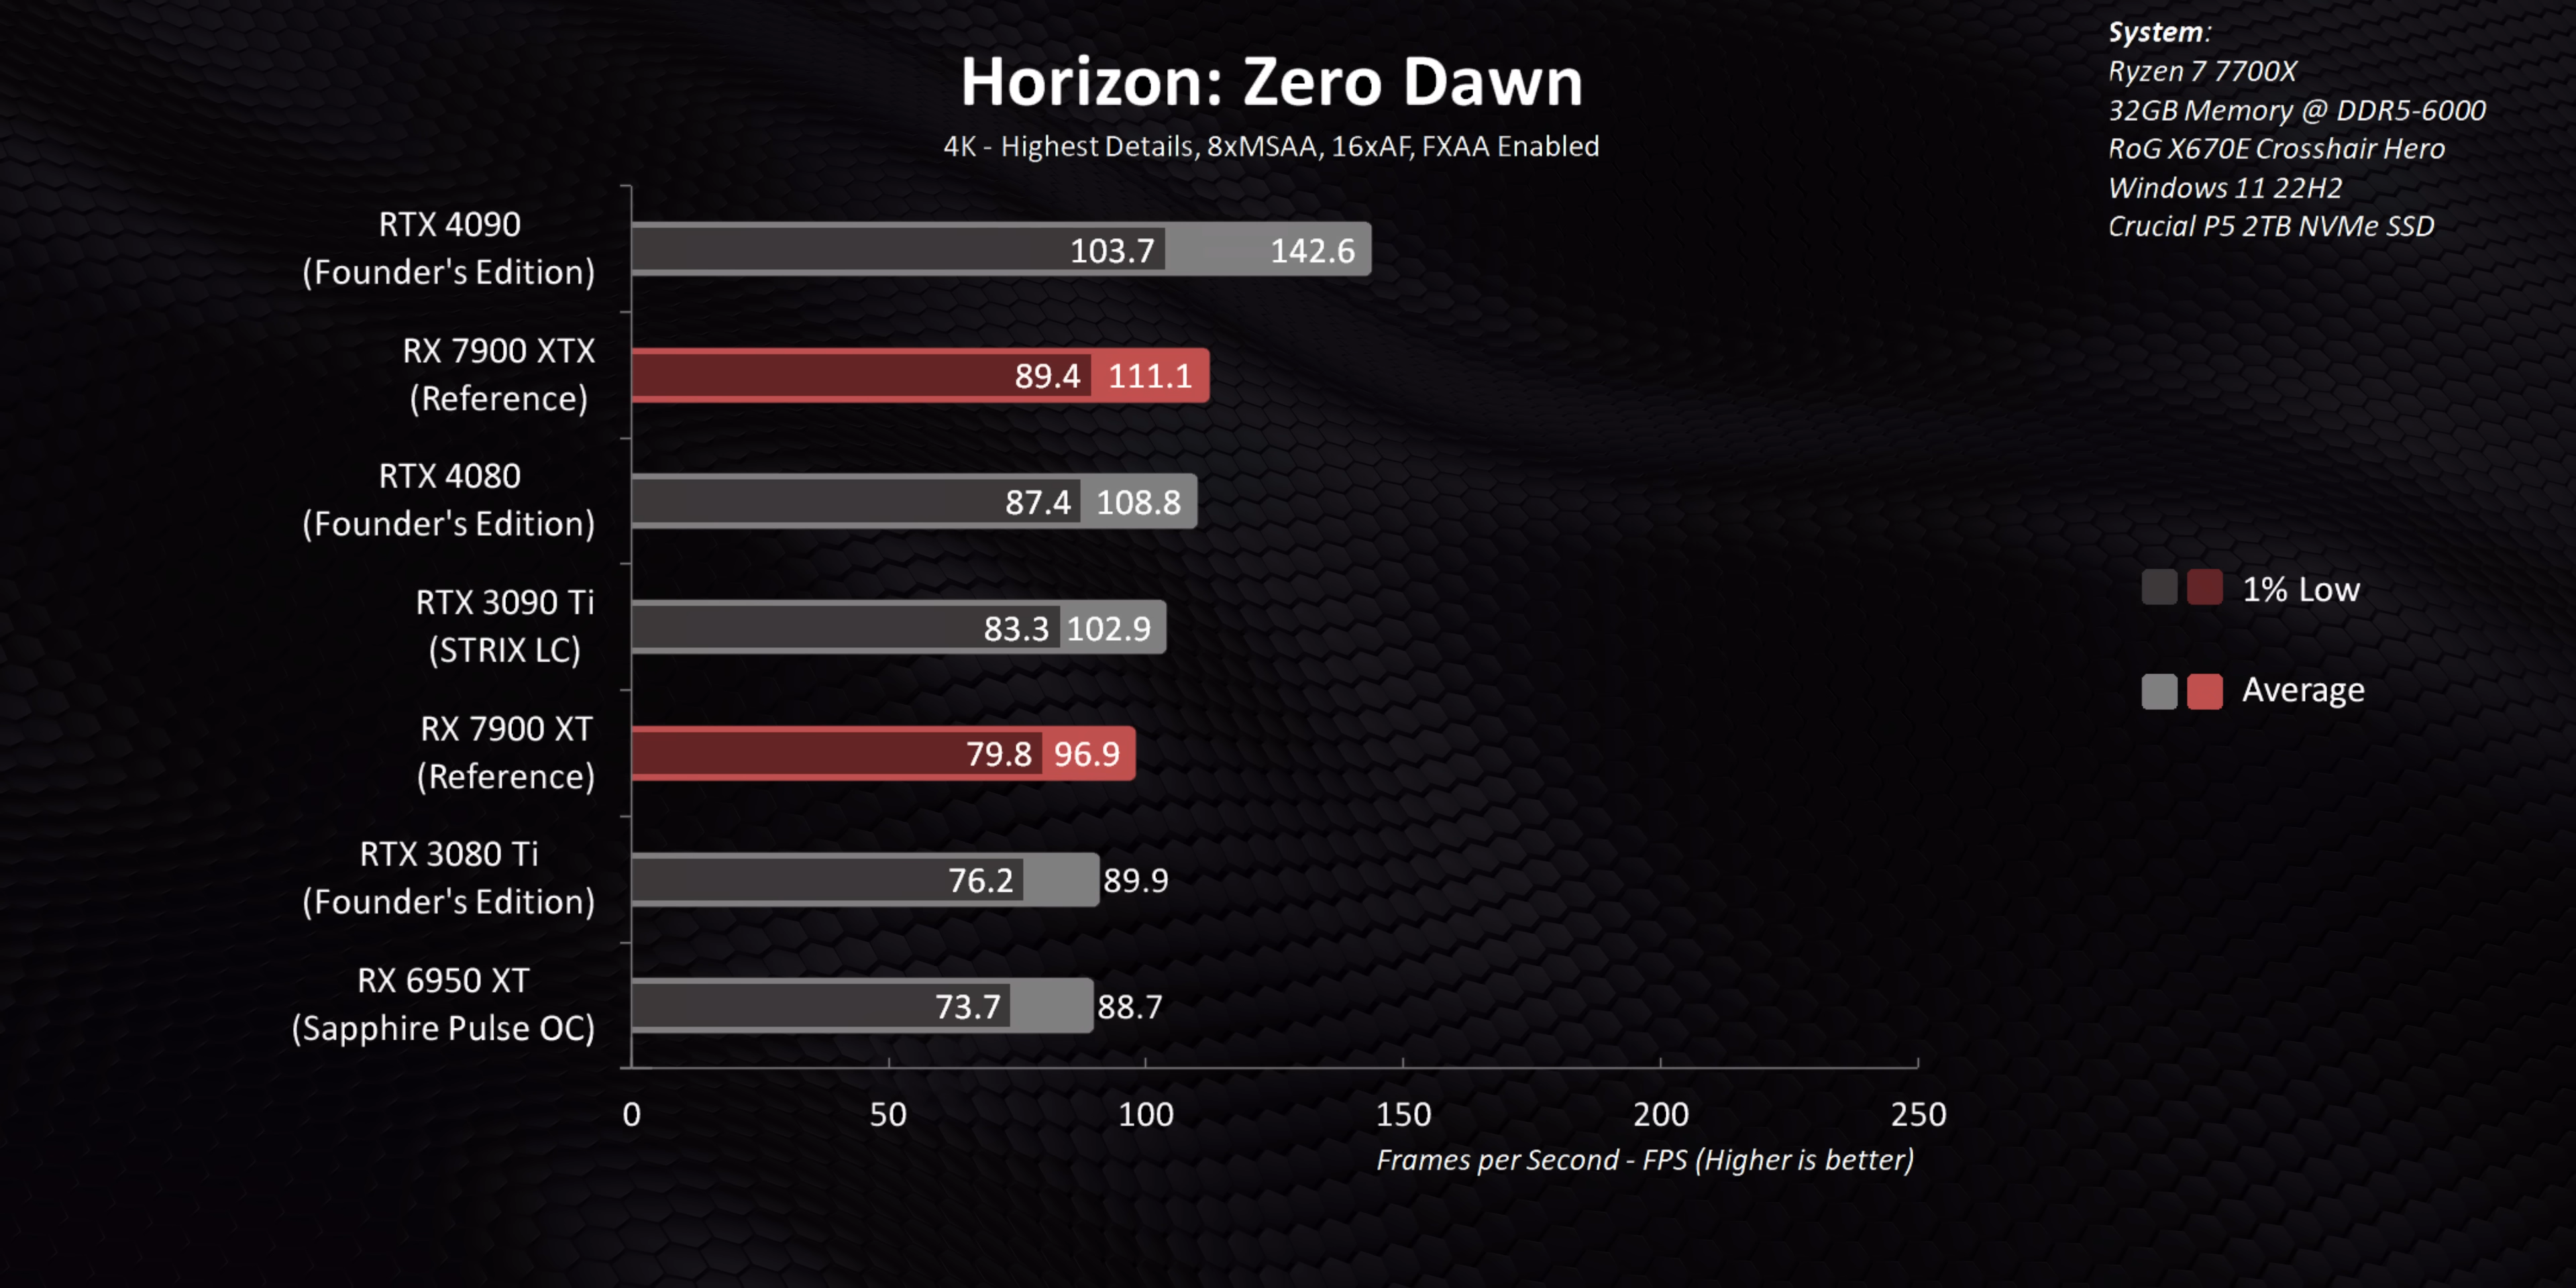 Horizon: Zero Dawn
4K - Highest Details, 8xMSAA, 16xAF, FXAA Enabled
System:
Ryzen 7 7700X
32GB Memory @ DDR5-6000
RoG X670E Crosshair Hero
Windows 11 22H2
Crucial P5 2TB NVMe SSD
RTX 4090
(Founder's Edition)
103.7 142.6
RX 7900 XTX
(Reference)
89.4 111.1
RTX 4080
(Founder's Edition)
87.4 108.8
RTX 3090 Ti
(STRIX LC)
83.3 102.9
RX 7900 XT
(Reference)
79.8 96.9
RTX 3080 Ti
(Founder's Edition)
76.2 89.9
RX 6950 XT
(Sapphire Pulse OC)
73.7 88.7
1% Low
Average
0 50 100 150 200 250
Frames per Second - FPS (Higher is better)